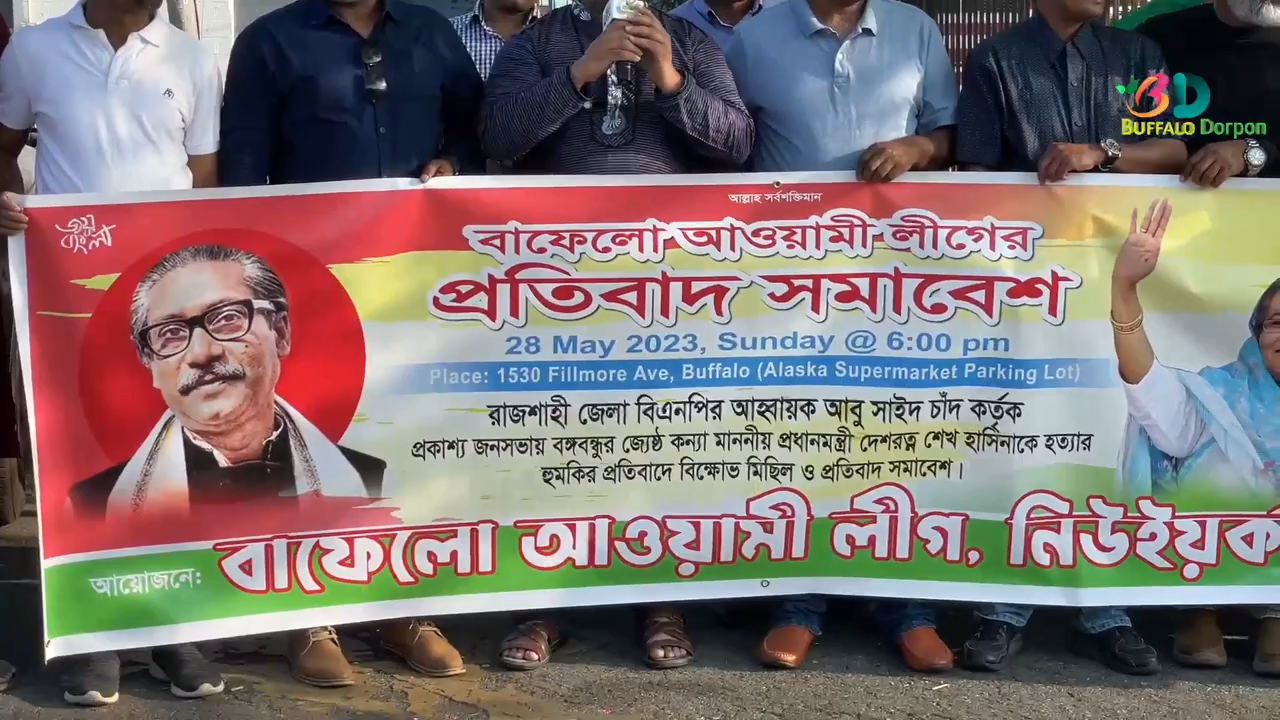 BD
BUFFALO Dorpon
আল্লাহ সর্বশক্তিমান
জয়
বাংলা
বাফেলো আওয়ামী লীগের
প্রতিবাদ সমাবেশ
28 May 2023, Sunday @ 6:00 pm
Place: 1530 Fillmore Ave, Buffalo (Alaska Supermarket Parking Lot)
রাজশাহী জেলা বিএনপির আহ্বায়ক আবু সাইদ চাঁদ কর্তৃক
প্রকাশ্য জনসভায় বঙ্গবন্ধুর জ্যেষ্ঠ কন্যা মাননীয় প্রধানমন্ত্রী দেশরত্ন শেখ হাসিনাকে হত্যার
হুমকির প্রতিবাদে বিক্ষোভ মিছিল ও প্রতিবাদ সমাবেশ।
আয়োজনে: বাফেলো আওয়ামী লীগ, নিউইয়র্ক